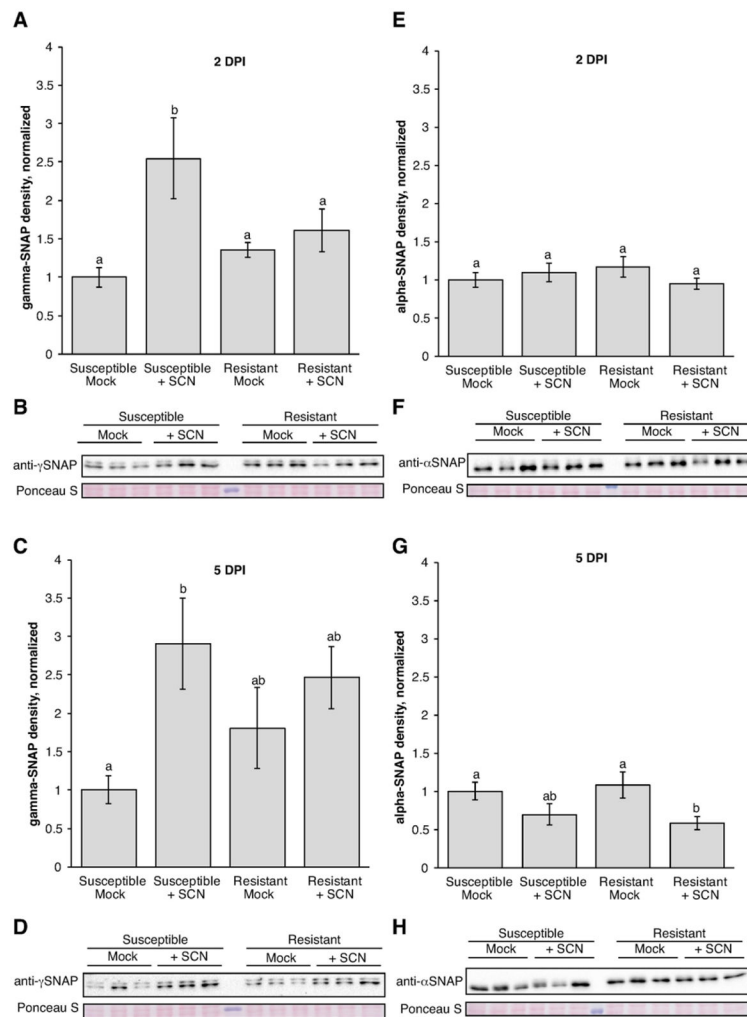 A
2 DPI
gamma-SNAP density, normalized
4
3.5
3
2.5
2
1.5
1
0.5
0
a
b
a
a
Susceptible Mock
Susceptible + SCN
Resistant Mock
Resistant + SCN
B
Susceptible
Resistant
Mock
+ SCN
Mock
+ SCN
anti-γSNAP
Ponceau S
C
5 DPI
gamma-SNAP density, normalized
4
3.5
3
2.5
2
1.5
1
0.5
0
a
b
ab
ab
Susceptible Mock
Susceptible + SCN
Resistant Mock
Resistant + SCN
D
Susceptible
Resistant
Mock
+ SCN
Mock
+ SCN
anti-γSNAP
Ponceau S
E
2 DPI
alpha-SNAP density, normalized
4
3.5
3
2.5
2
1.5
1
0.5
0
a
a
a
a
Susceptible Mock
Susceptible + SCN
Resistant Mock
Resistant + SCN
F
Susceptible
Resistant
Mock
+ SCN
Mock
+ SCN
anti-αSNAP
Ponceau S
G
5 DPI
alpha-SNAP density, normalized
4
3.5
3
2.5
2
1.5
1
0.5
0
a
ab
a
b
Susceptible Mock
Susceptible + SCN
Resistant Mock
Resistant + SCN
H
Susceptible
Resistant
Mock
+ SCN
Mock
+ SCN
anti-αSNAP
Ponceau S